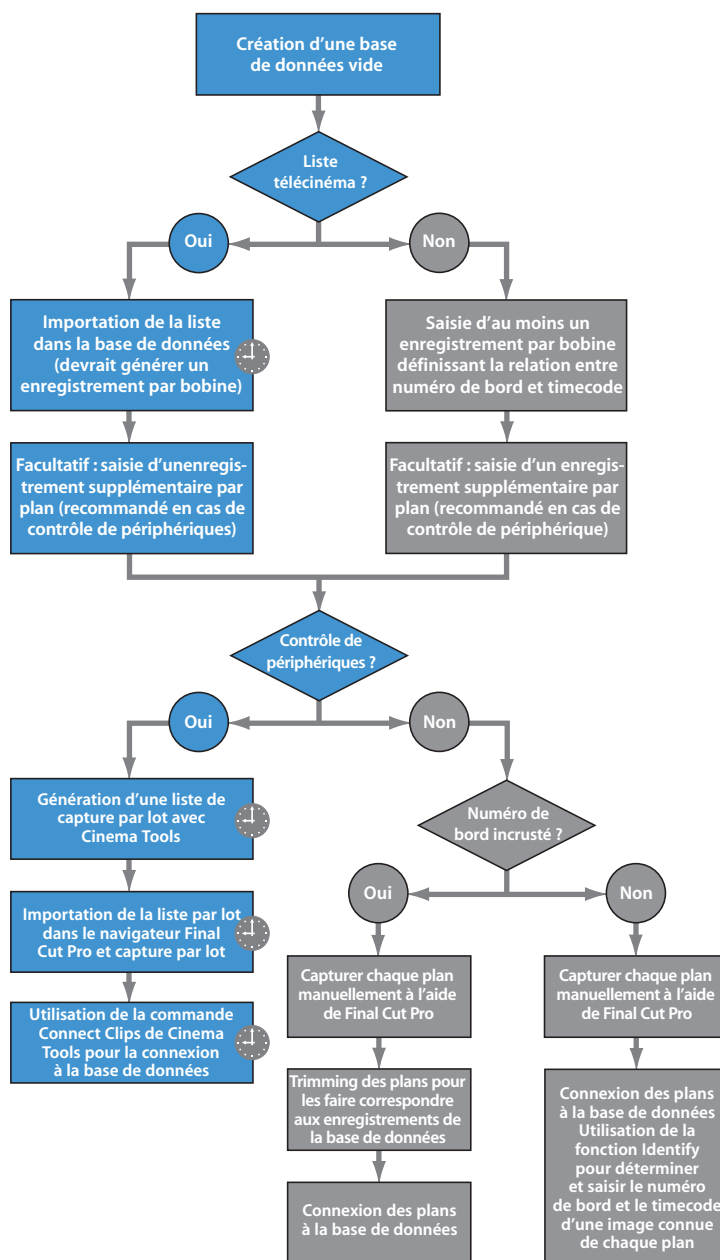 Création d'une base
de données vide
Liste
télécinéma ?
Oui
Non
Importation de la liste
dans la base de données
(devrait générer un
enregistrement par bobine)
Saisie d'au moins un
enregistrement par bobine
définissant la relation entre
numéro de bord et timecode
Facultatif : saisie d'unenregis-
trement supplémentaire par
plan (recommandé en cas de
contrôle de périphériques)
Facultatif : saisie d'un enregis-
trement supplémentaire par
plan (recommandé en cas de
contrôle de périphérique)
Contrôle de
périphériques ?
Oui
Non
Génération d'une liste de
capture par lot avec
Cinema Tools
Numéro de
bord incrusté ?
Oui
Non
Importation de la liste par lot
dans le navigateur Final
Cut Pro et capture par lot
Capturer chaque plan
manuellement à l'aide
de Final Cut Pro
Capturer chaque plan
manuellement à l'aide
de Final Cut Pro
Utilisation de la commande
Connect Clips de Cinema
Tools pour la connexion
à la base de données
Trimming des plans pour
les faire correspondre
aux enregistrements de
la base de données
Connexion des plans
à la base de données
Utilisation de la
fonction Identify
pour déterminer
et saisir le numéro
de bord et le timecode
d'une image connue
de chaque plan
Connexion des plans
à la base de données